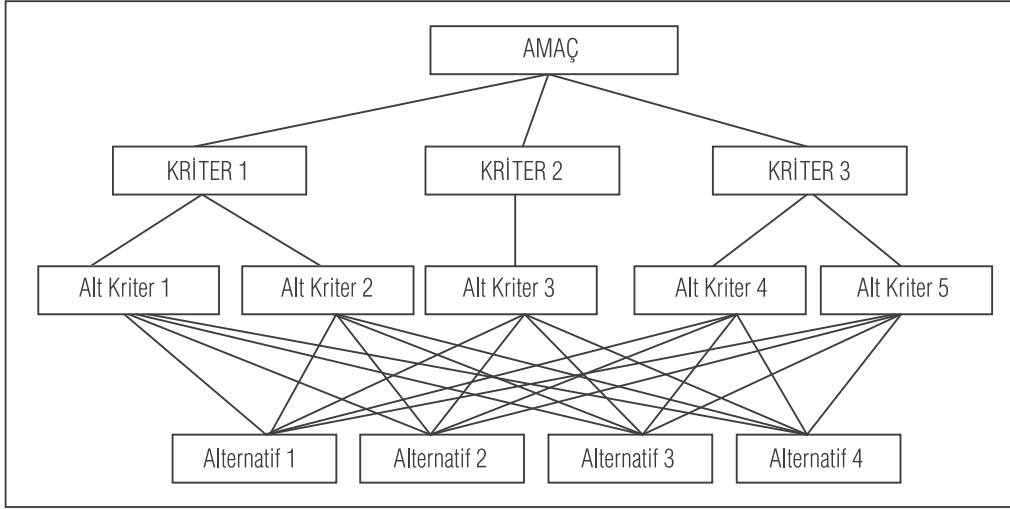 AMAÇ
KRİTER 1
KRİTER 2
KRİTER 3
Alt Kriter 1
Alt Kriter 2
Alt Kriter 3
Alt Kriter 4
Alt Kriter 5
Alternatif 1
Alternatif 2
Alternatif 3
Alternatif 4